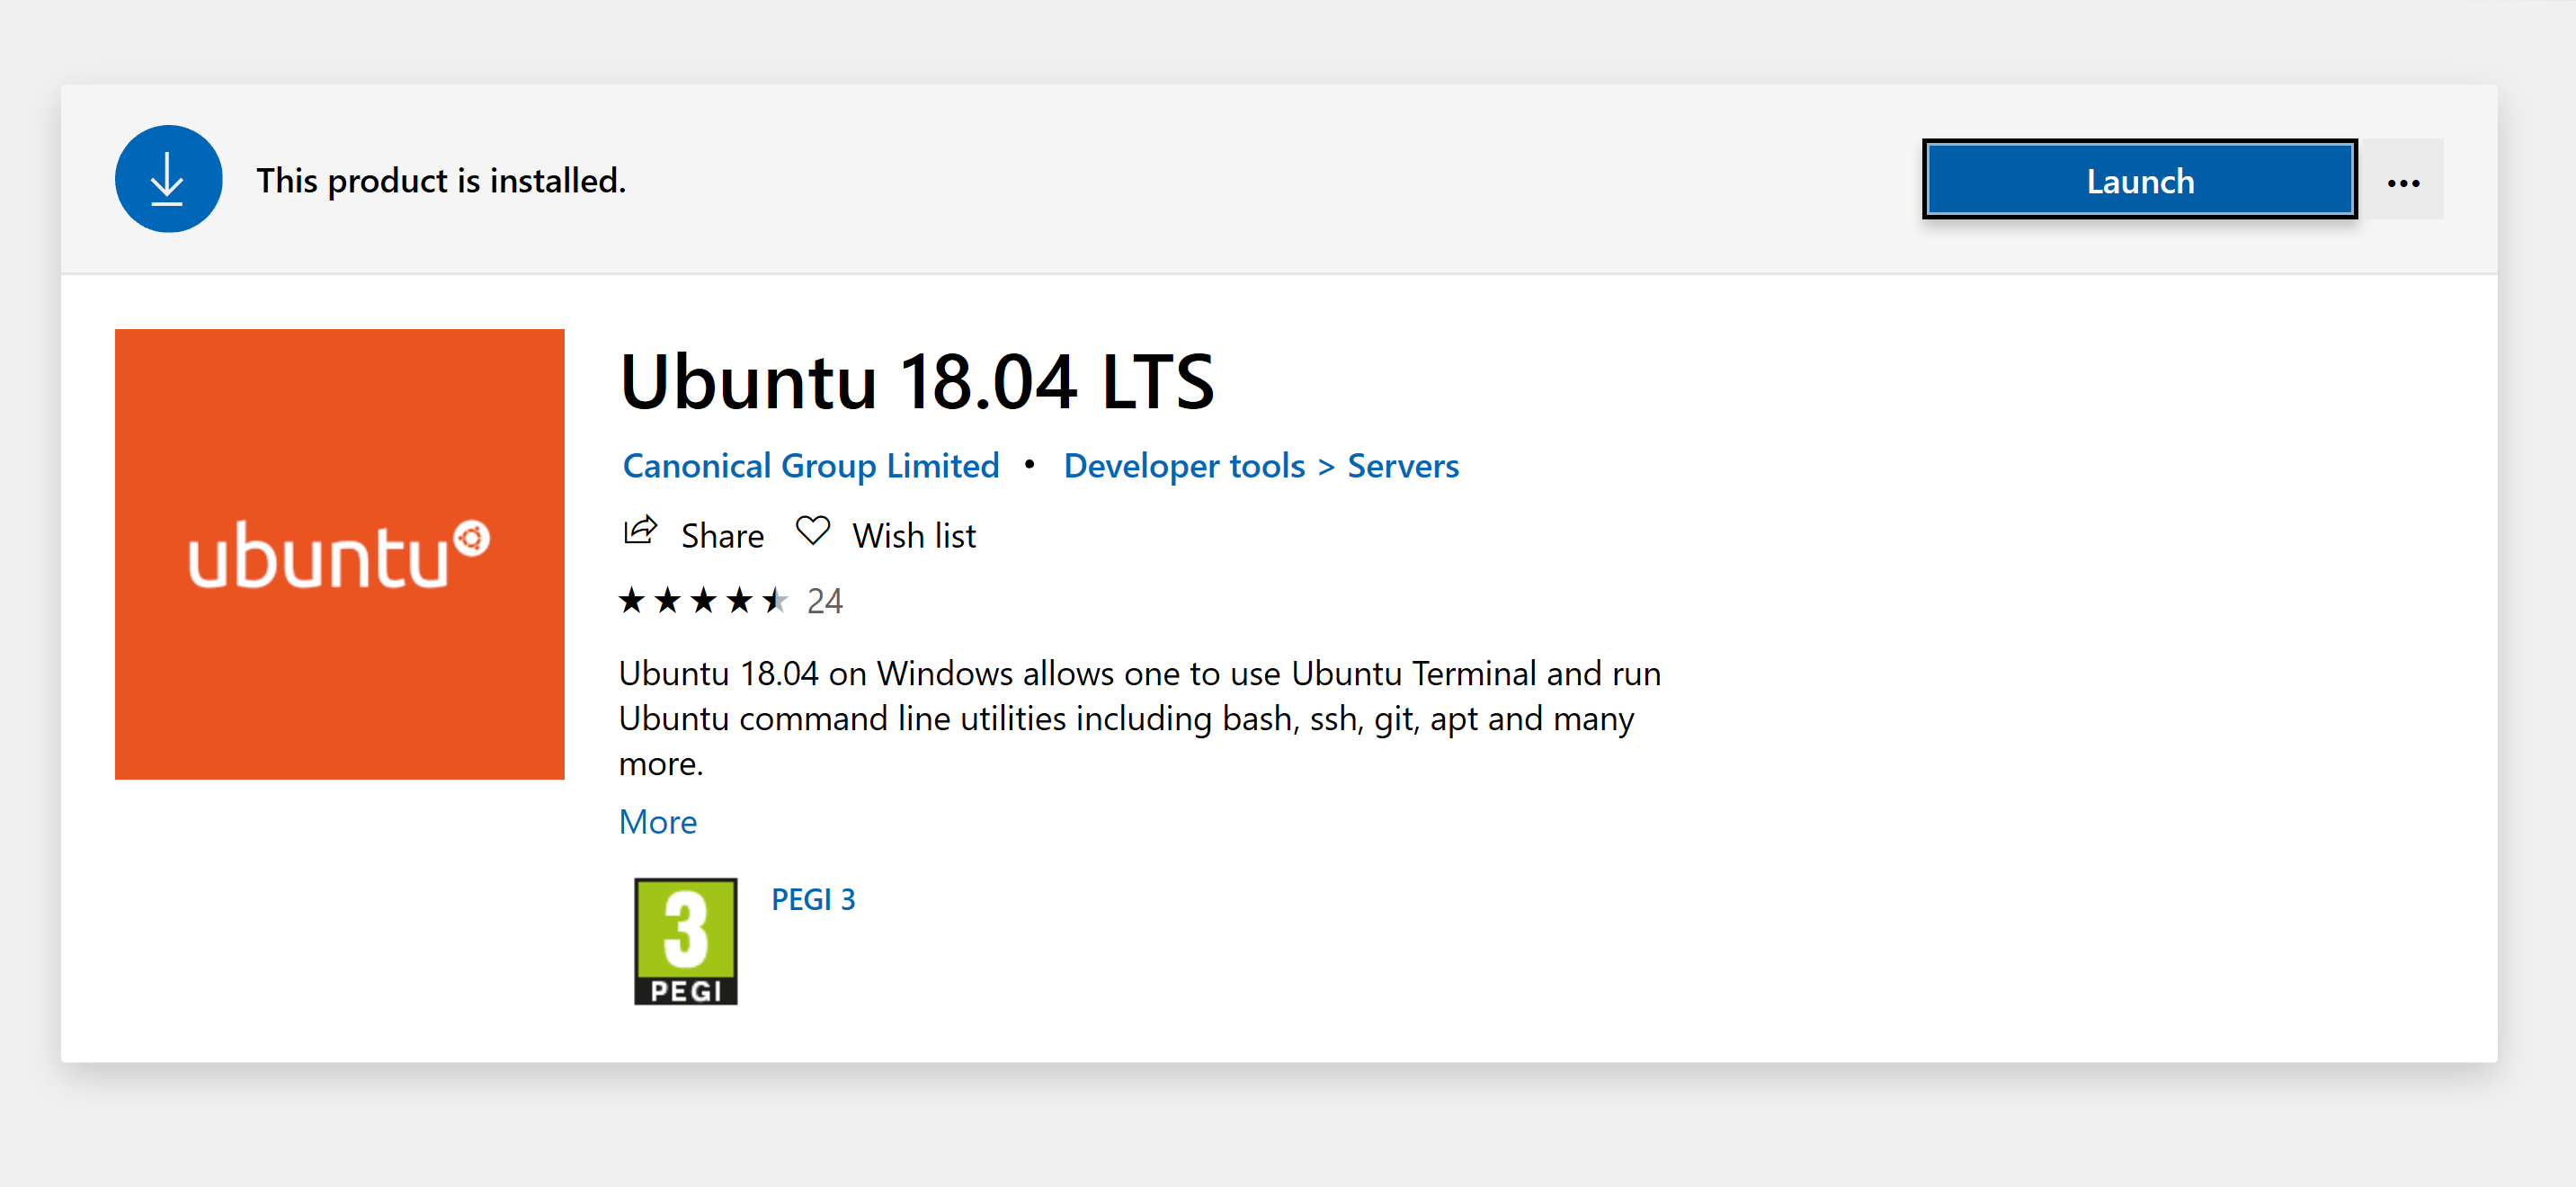 This product is installed.
Launch
ubuntu
Ubuntu 18.04 LTS
Canonical Group Limited • Developer tools > Servers
Share Wish list
24
Ubuntu 18.04 on Windows allows one to use Ubuntu Terminal and run
Ubuntu command line utilities including bash, ssh, git, apt and many
more.
More
3
PEGI
PEGI 3